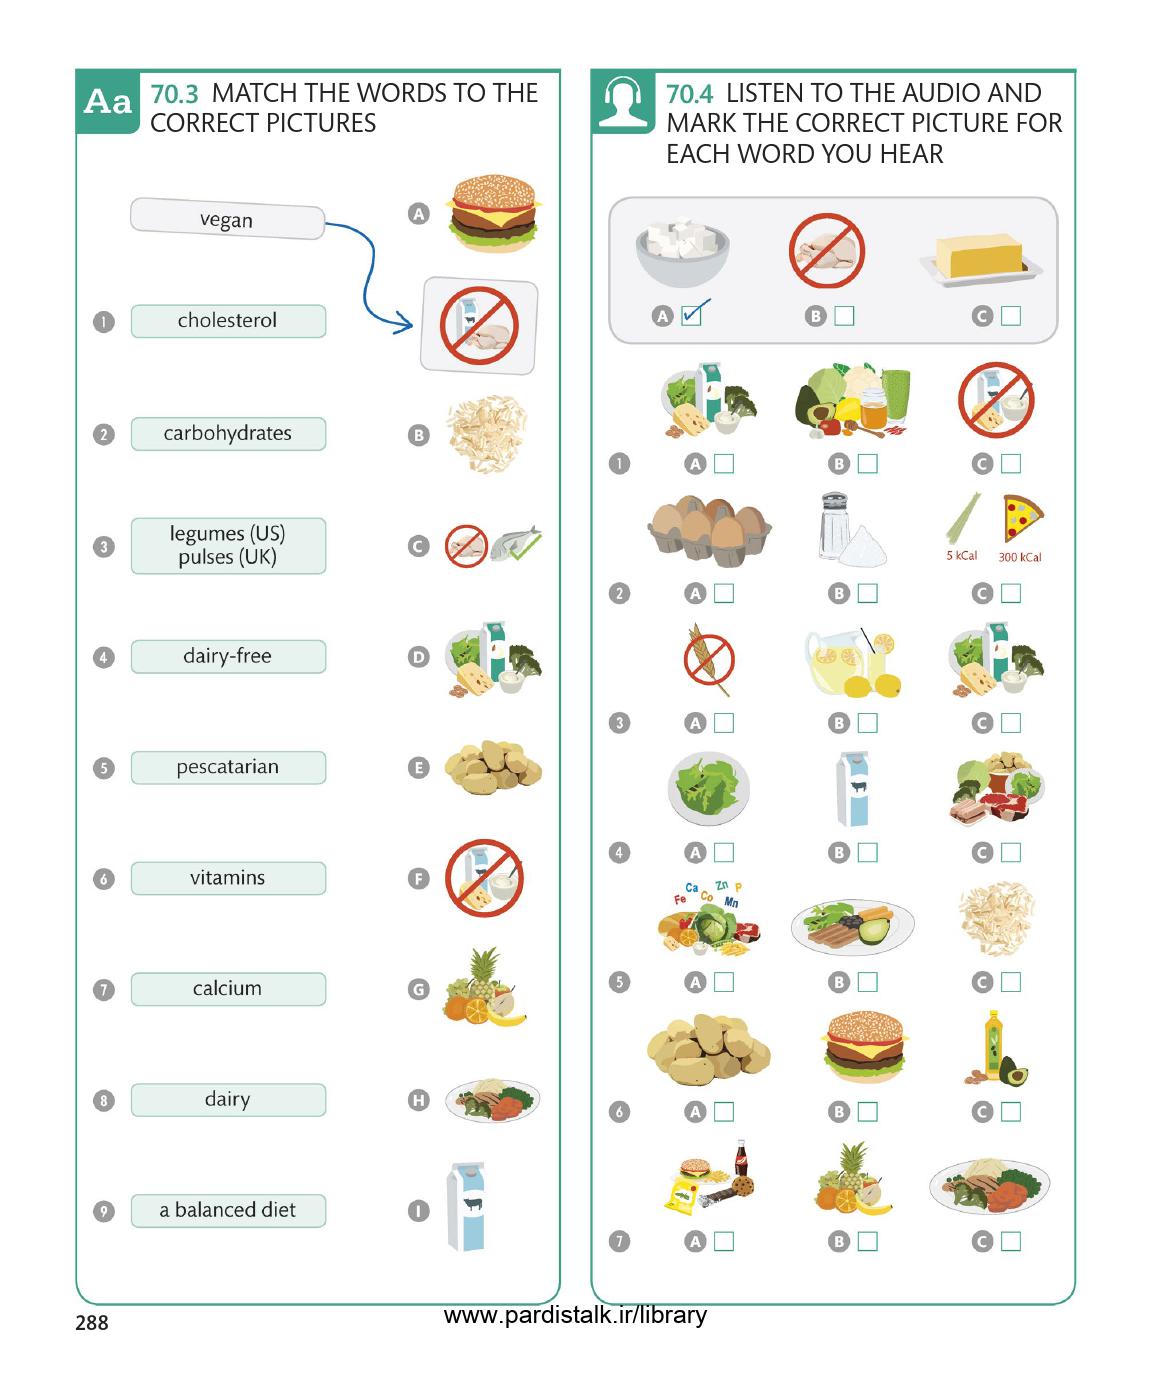 Aa
70.3 MATCH THE WORDS TO THE
CORRECT PICTURES
vegan
A
1 cholesterol
2 carbohydrates
B
3 legumes (US)
pulses (UK)
C
4 dairy-free
D
5 pescatarian
E
6 vitamins
F
7 calcium
G
8 dairy
H
9 a balanced diet
I
70.4 LISTEN TO THE AUDIO AND
MARK THE CORRECT PICTURE FOR
EACH WORD YOU HEAR
A B C
1 A B C
5 kCal 300 kCal
2 A B C
3 A B C
4 A B C
Ca Zn P
Fe Co Mn
5 A B C
6 A B C
7 A B C
288
www.pardistalk.ir/library